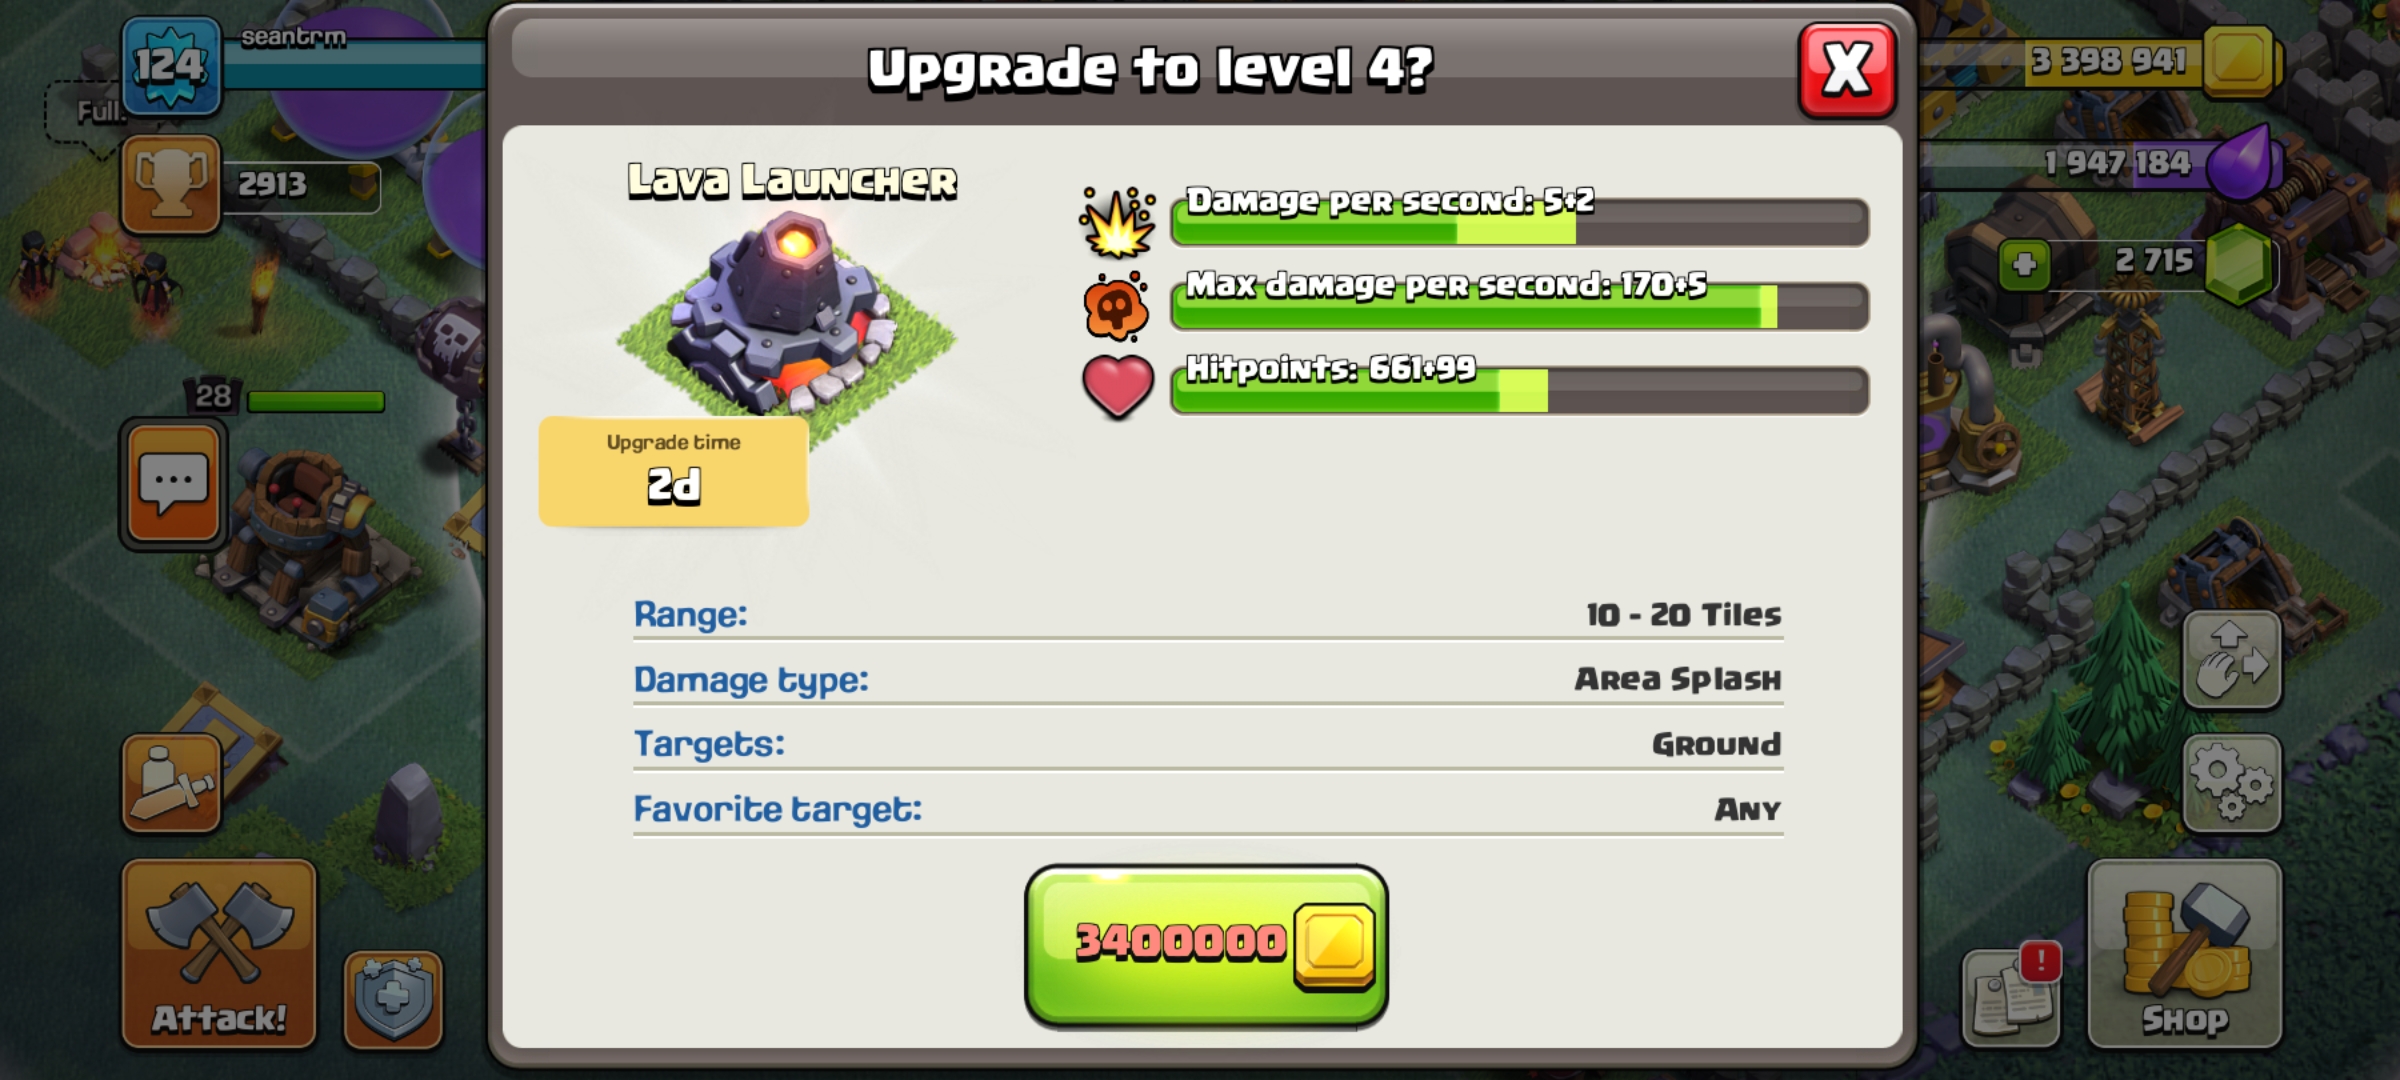 124
seantrm
Full.
2913
28
Attack!
Upgrade to level 4?
X
Lava Launcher
Upgrade time
2d
Damage per second: 5+2
Max damage per second: 170+5
Hitpoints: 661+99
Range: 10 - 20 Tiles
Damage type: Area Splash
Targets: Ground
Favorite target: Any
3400000
3 398 941
1 947 184
2 715
!
Shop